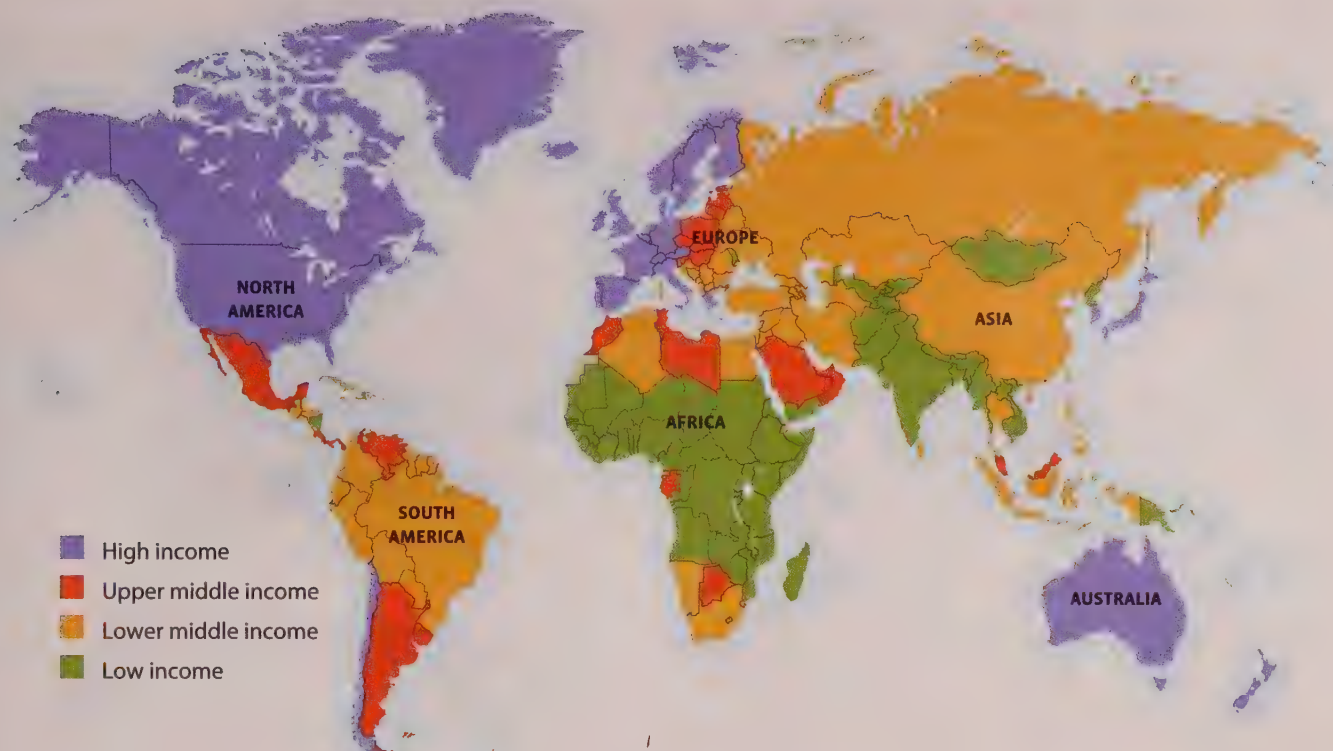 NORTH
AMERICA
EUROPE
ASIA
AFRICA
SOUTH
AMERICA
AUSTRALIA
High income
Upper middle income
Lower middle income
Low income